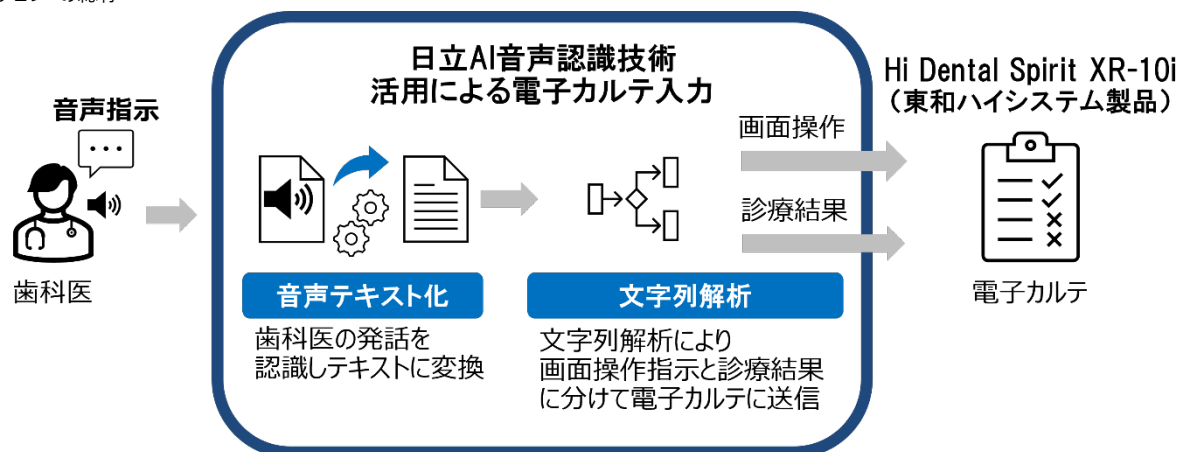 日立AI音声認識技術
活用による電子カルテ入力
Hi Dental Spirit XR-10i
（東和ハイシステム製品）
音声指示
画面操作
診療結果
歯科医
音声テキスト化
文字列解析
電子カルテ
歯科医の発話を
認識しテキストに変換
文字列解析により
画面操作指示と診療結果
に分けて電子カルテに送信